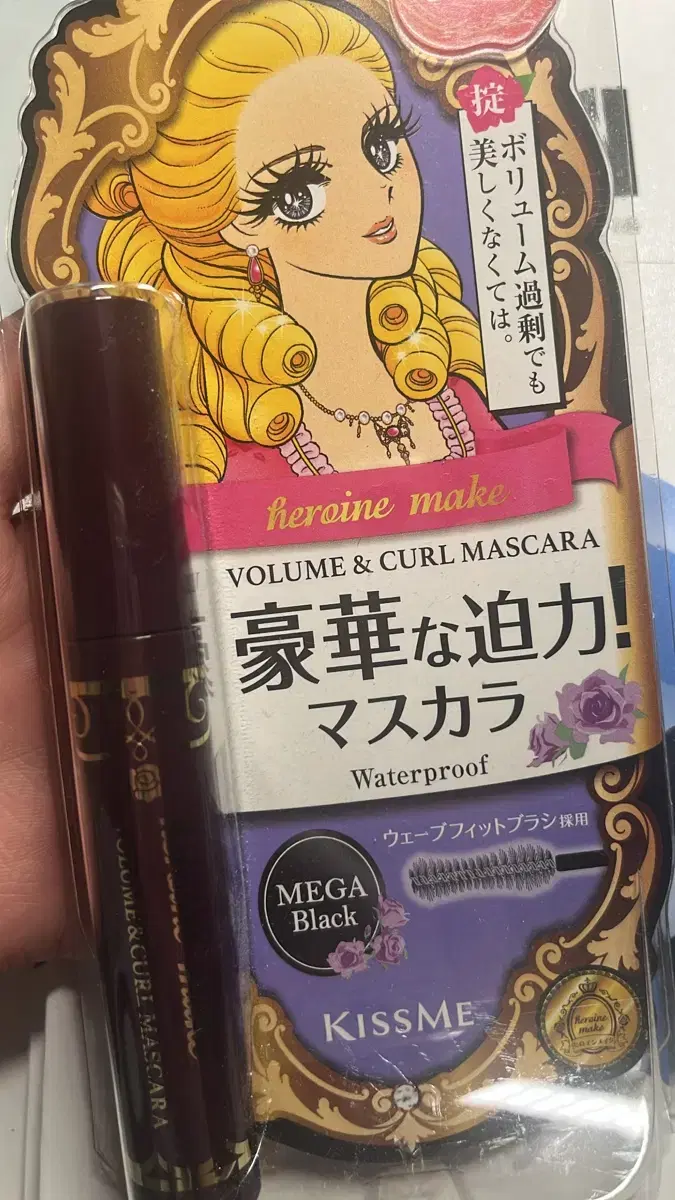 掟
ボリューム過剰でも
美しくなくては。
heroine make
VOLUME & CURL MASCARA
豪華な迫力!
マスカラ
Waterproof
ウェーブフィットブラシ採用
MEGA
Black
KISSME
heroine
make
VOLUME&CURL MASCARA